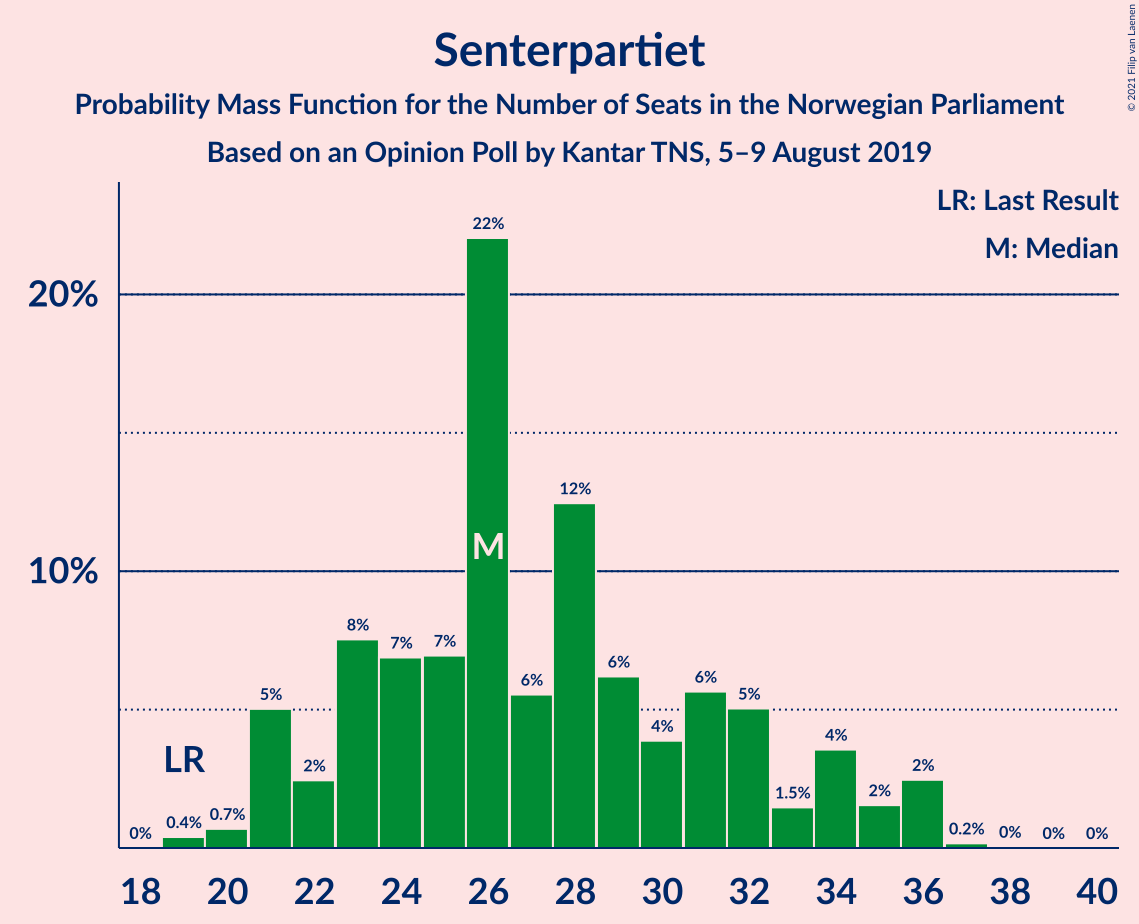 Senterpartiet
Probability Mass Function for the Number of Seats in the Norwegian Parliament
Based on an Opinion Poll by Kantar TNS, 5–9 August 2019
© 2021 Filip van Laenen
LR: Last Result
M: Median
20%
10%
0%
0.4%
0.7%
5%
2%
8%
7%
7%
22%
6%
12%
6%
4%
6%
5%
1.5%
4%
2%
2%
0.2%
0%
0%
0%
LR
M
18 20 22 24 26 28 30 32 34 36 38 40